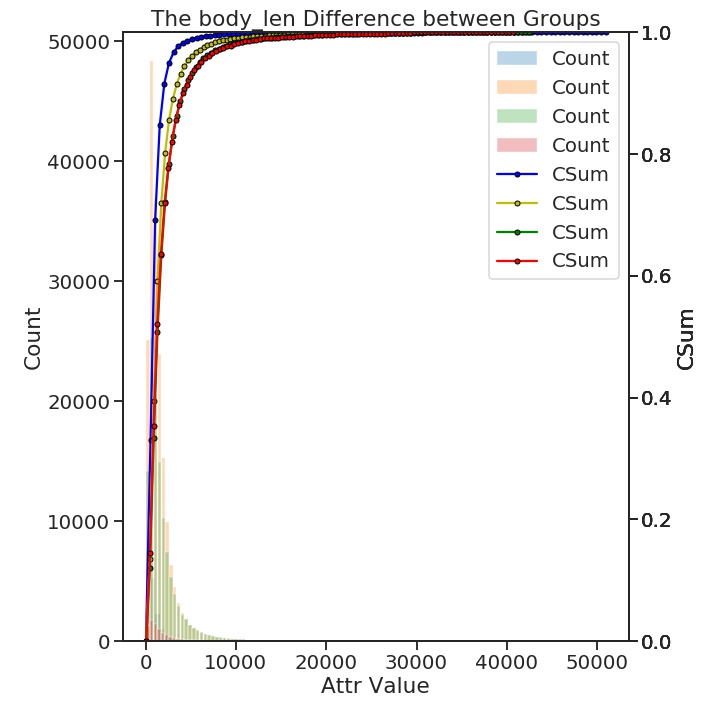 The body_len Difference between Groups
50000
40000
30000
20000
10000
0
Count
1.0
0.8
0.6
0.4
0.2
0.0
CSum
Count
Count
Count
Count
CSum
CSum
CSum
CSum
0 10000 20000 30000 40000 50000
Attr Value